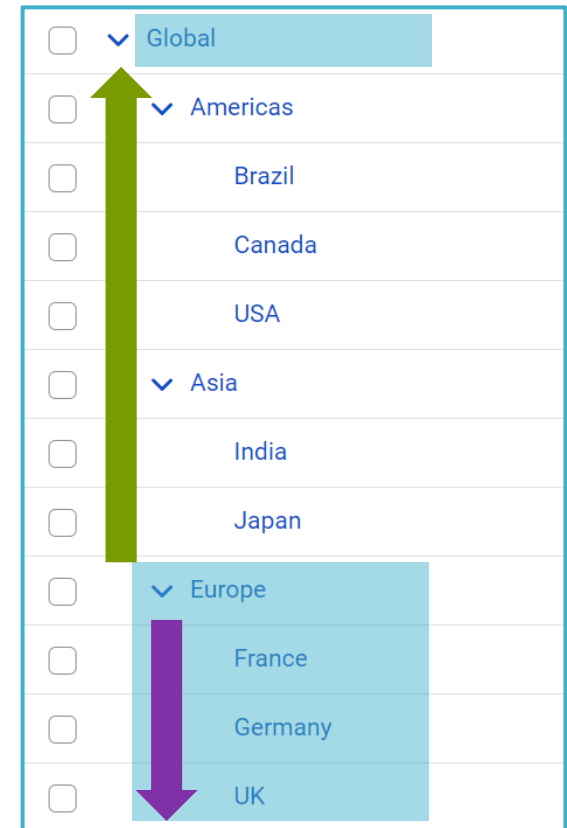 Global
Americas
Brazil
Canada
USA
Asia
India
Japan
Europe
France
Germany
UK